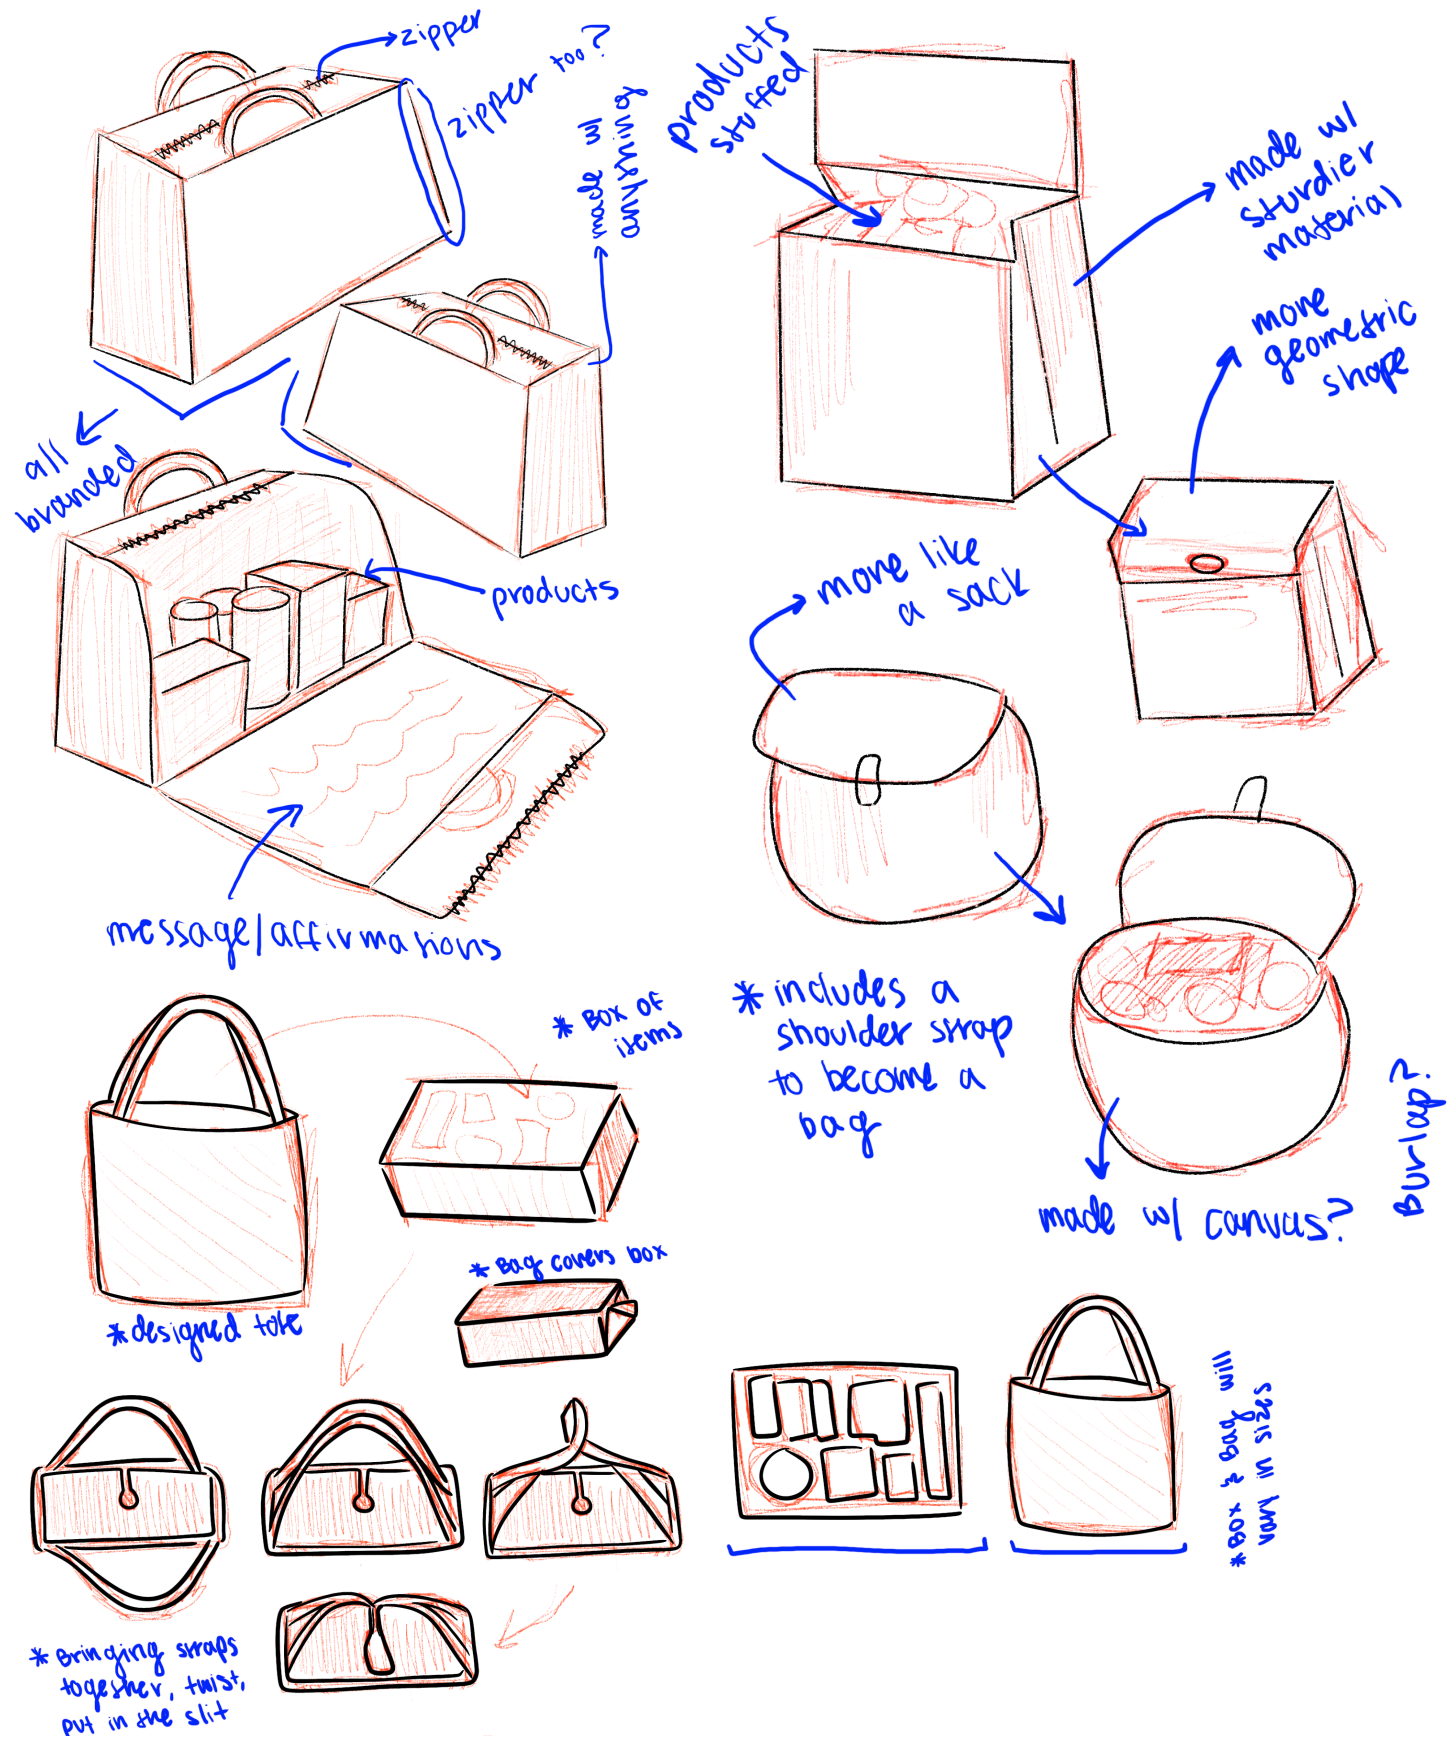 zipper
zipper too?
made w/
anything
all
branded
products
message/affirmations
products
stuffed
made w/
sturdier
material
more
geometric
shape
more like
a sack
* includes a
shoulder strap
to become a
bag
made w/ canvas?
Burlap?
* Box of
items
* designed tote
* Bag covers box
* Bringing straps
together, twist,
put in the slit
* Box & Bag will
vary in sizes